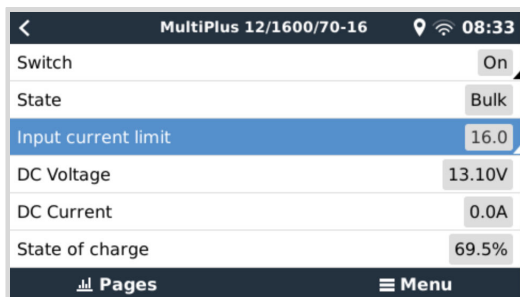 MultiPlus 12/1600/70-16 08:33
Switch On
State Bulk
Input current limit 16.0
DC Voltage 13.10V
DC Current 0.0A
State of charge 69.5%
Pages Menu